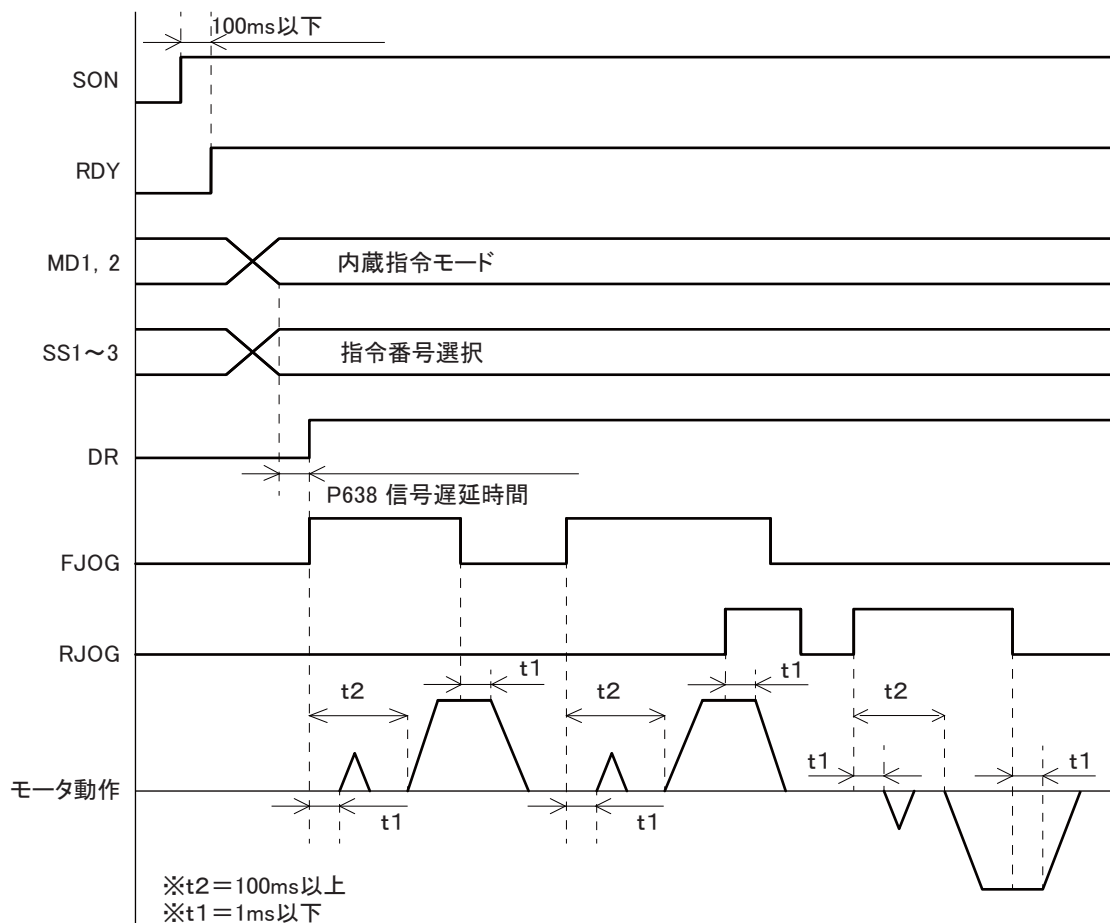 100ms以下
SON
RDY
MD1, 2
内蔵指令モード
SS1～3
指令番号選択
DR
P638 信号遅延時間
FJOG
RJOG
t1
t1
t2
t2
t2
モータ動作
t1
t1
t1
t1
※t2＝100ms以上
※t1＝1ms以下